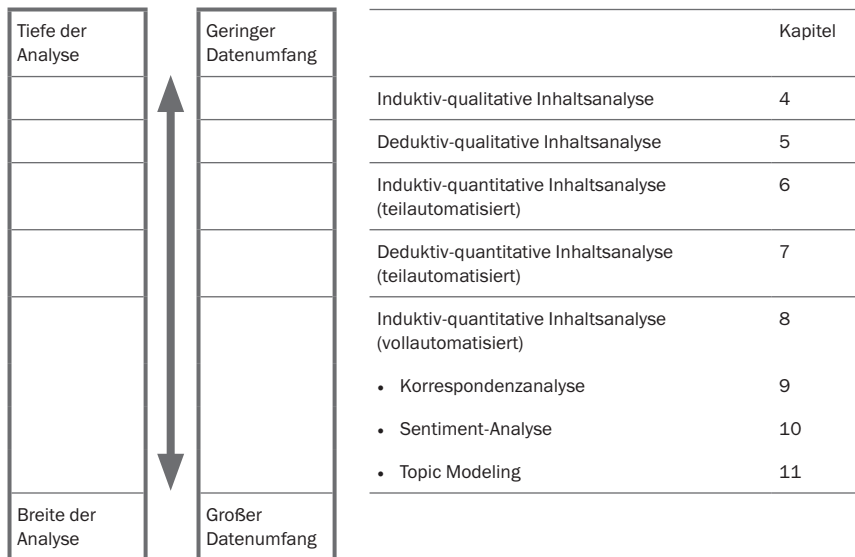 Tiefe der
Analyse
Geringer
Datenumfang
Kapitel
Induktiv-qualitative Inhaltsanalyse 4
Deduktiv-qualitative Inhaltsanalyse 5
Induktiv-quantitative Inhaltsanalyse 6
(teilautomatisiert)
Deduktiv-quantitative Inhaltsanalyse 7
(teilautomatisiert)
Induktiv-quantitative Inhaltsanalyse 8
(vollautomatisiert)
• Korrespondenzanalyse 9
• Sentiment-Analyse 10
• Topic Modeling 11
Breite der
Analyse
Großer
Datenumfang